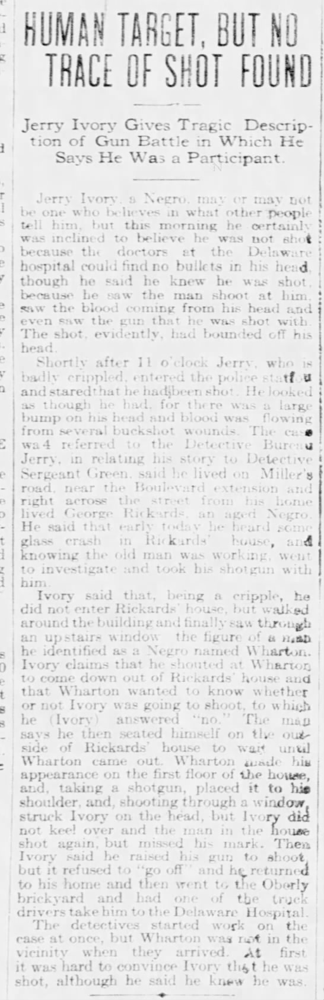 HUMAN TARGET, BUT NO
TRACE OF SHOT FOUND
Jerry Ivory Gives Tragic Descrip-
tion of Gun Battle in Which He
Says He Was a Participant.
Jerry Ivory, a Negro, may or may not
be one who believes in what other people
tell him, but this morning he certainly
was inclined to believe he was not shot
because the doctors at the Delaware
hospital could find no bullets in his head,
though he said he knew he was shot,
because he saw the man shoot at him,
saw the blood coming from his head and
even saw the gun that he was shot with.
The shot, evidently, had bounded off his
head.
Shortly after 11 o'clock Jerry, who is
badly crippled, entered the police
and stared that he had been shot. He looked
as though he had, for there was a large
bump on his head and blood was flowing
from several buckshot wounds. The case
wa4 referred to the Detective Bureau
Jerry, in relating his story to Detective
Sergeant Green, said he lived on Miller's
road, near the Boulevard extension and
right across the street from his home
lived George Rickards, an aged Negro.
He said that early today he heard some
glass crash in Rickards' house, and
knowing the old man was working, went
to investigate and took his shotgun with
him.
Ivory said that, being a cripple, he
did not enter Rickards' house, but walked
around the building and finally saw through
an upstairs window the figure of a man
he identified as a Negro named Wharton.
Ivory claims that he shouted at Wharton
to come down out of Rickards' house and
that Wharton wanted to know whether
or not Ivory was going to shoot, to which
he (Ivory) answered "no." The man
says he then seated himself on the out-
side of Rickards' house to wait until
Wharton came out. Wharton made his
appearance on the first floor of the house,
and, taking a shotgun, placed it to his
shoulder, and, shooting through a window,
struck Ivory on the head, but Ivory did
not keel over and the man in the house
shot again, but missed his mark. Then
Ivory said he raised his gun to shoot,
but it refused to "go off" and he returned
to his home and then went to the Oberly
brickyard and had one of the truck
drivers take him to the Delaware Hospital.
The detectives started work on the
case at once, but Wharton was not in the
vicinity when they arrived. At first
it was hard to convince Ivory that he was
shot, although he said he knew he was.